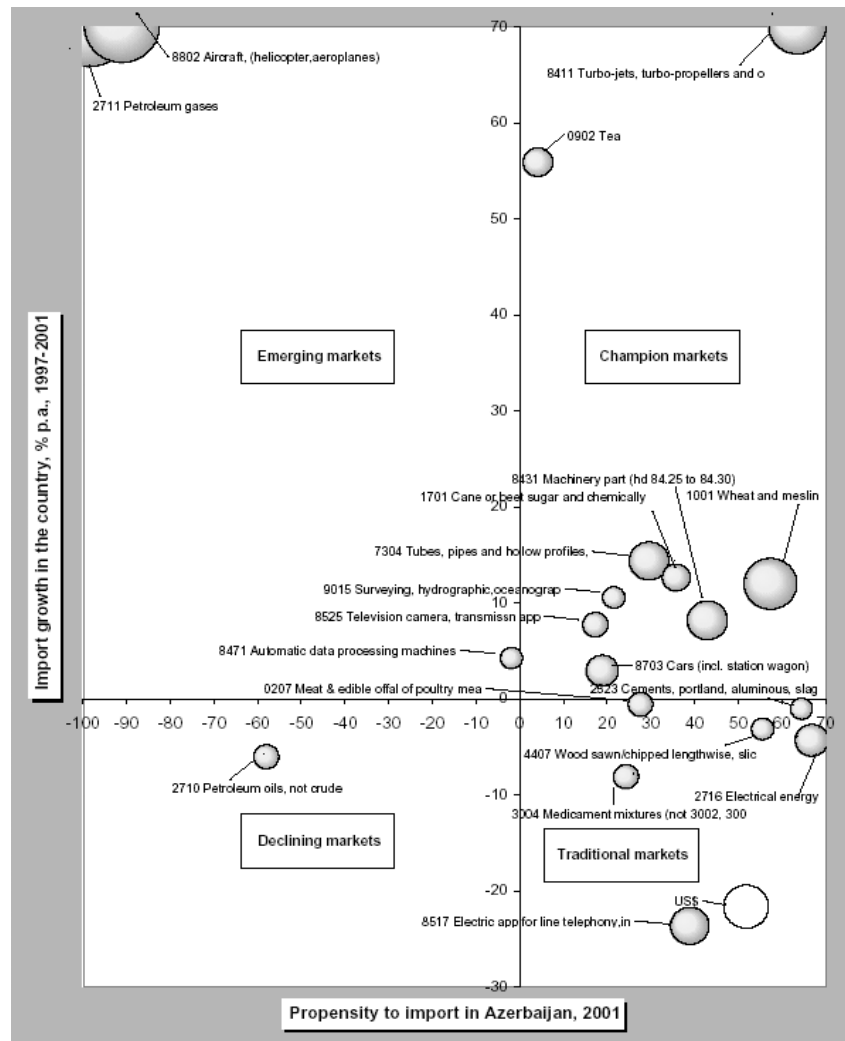 70
8802 Aircraft, (helicopter,aeroplanes)
8411 Turbo-jets, turbo-propellers and o
2711 Petroleum gases
60
0902 Tea
50
40
Emerging markets
Champion markets
30
8431 Machinery part (hd 84.25 to 84.30)
1701 Cane or beet sugar and chemically
1001 Wheat and meslin
20
7304 Tubes, pipes and hollow profiles,
9015 Surveying, hydrographic,oceanograp
10
8525 Television camera, transmissn app
8471 Automatic data processing machines
8703 Cars (incl. station wagon)
0207 Meat & edible offal of poultry mea
2523 Cements, portland, aluminous, slag
0
-100 -90 -80 -70 -60 -50 -40 -30 -20 -10 0 10 20 30 40 50 60 70
4407 Wood sawn/chipped lengthwise, slic
2710 Petroleum oils, not crude
2716 Electrical energy
-10
3004 Medicament mixtures (not 3002, 300
Declining markets
Traditional markets
-20
US$
8517 Electric app for line telephony,in
-30
Import growth in the country, % p.a., 1997-2001
Propensity to import in Azerbaijan, 2001